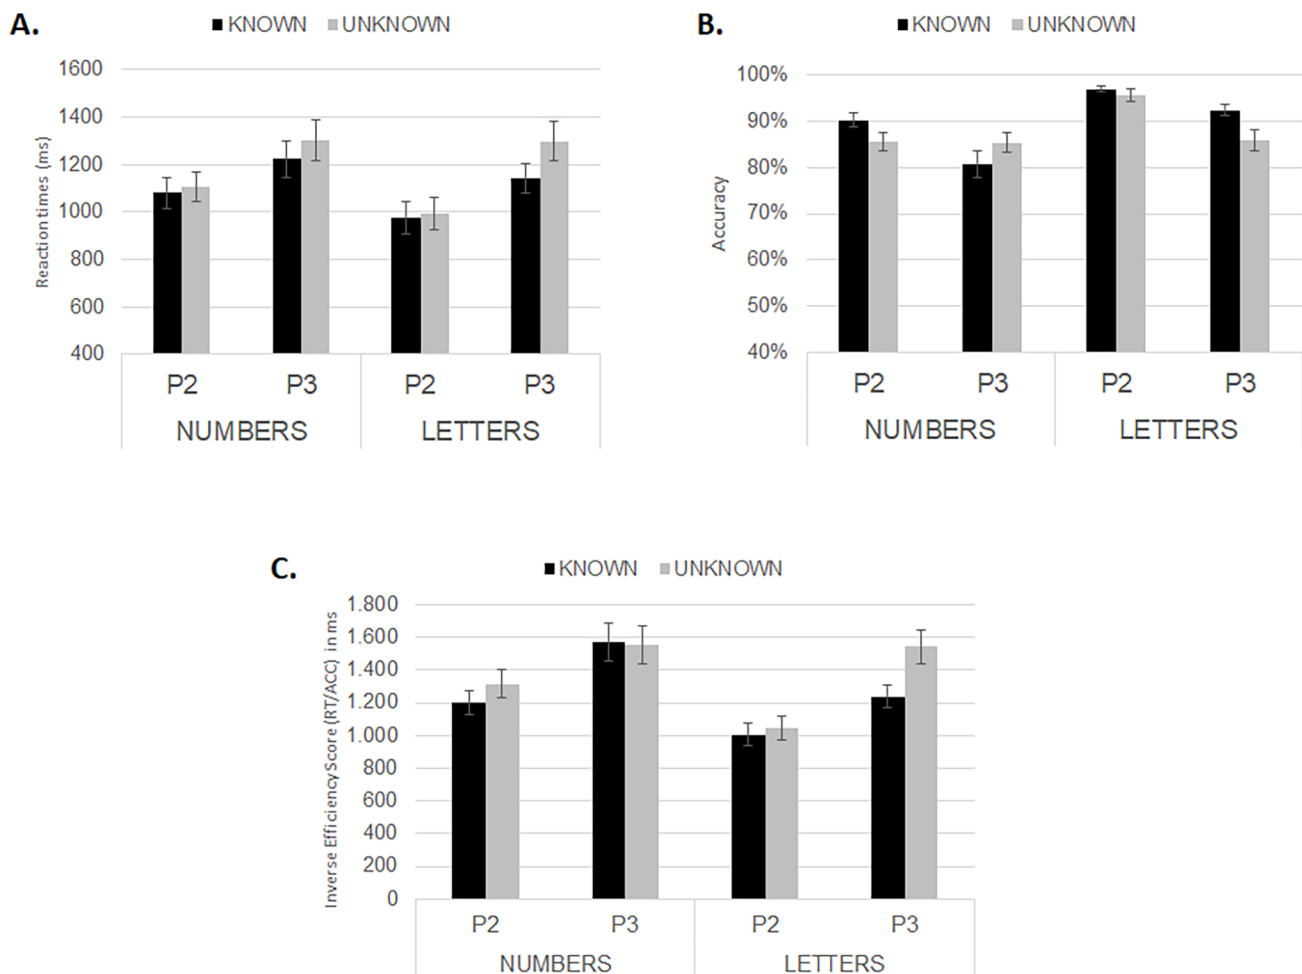 A.
KNOWN UNKNOWN
Reaction times (ms)
1600
1400
1200
1000
800
600
400
P2 P3 P2 P3
NUMBERS LETTERS
B.
KNOWN UNKNOWN
Accuracy
100%
90%
80%
70%
60%
50%
40%
P2 P3 P2 P3
NUMBERS LETTERS
C.
KNOWN UNKNOWN
Inverse Efficiency Score (RT/ACC) in ms
1.800
1.600
1.400
1.200
1.000
800
600
400
200
0
P2 P3 P2 P3
NUMBERS LETTERS